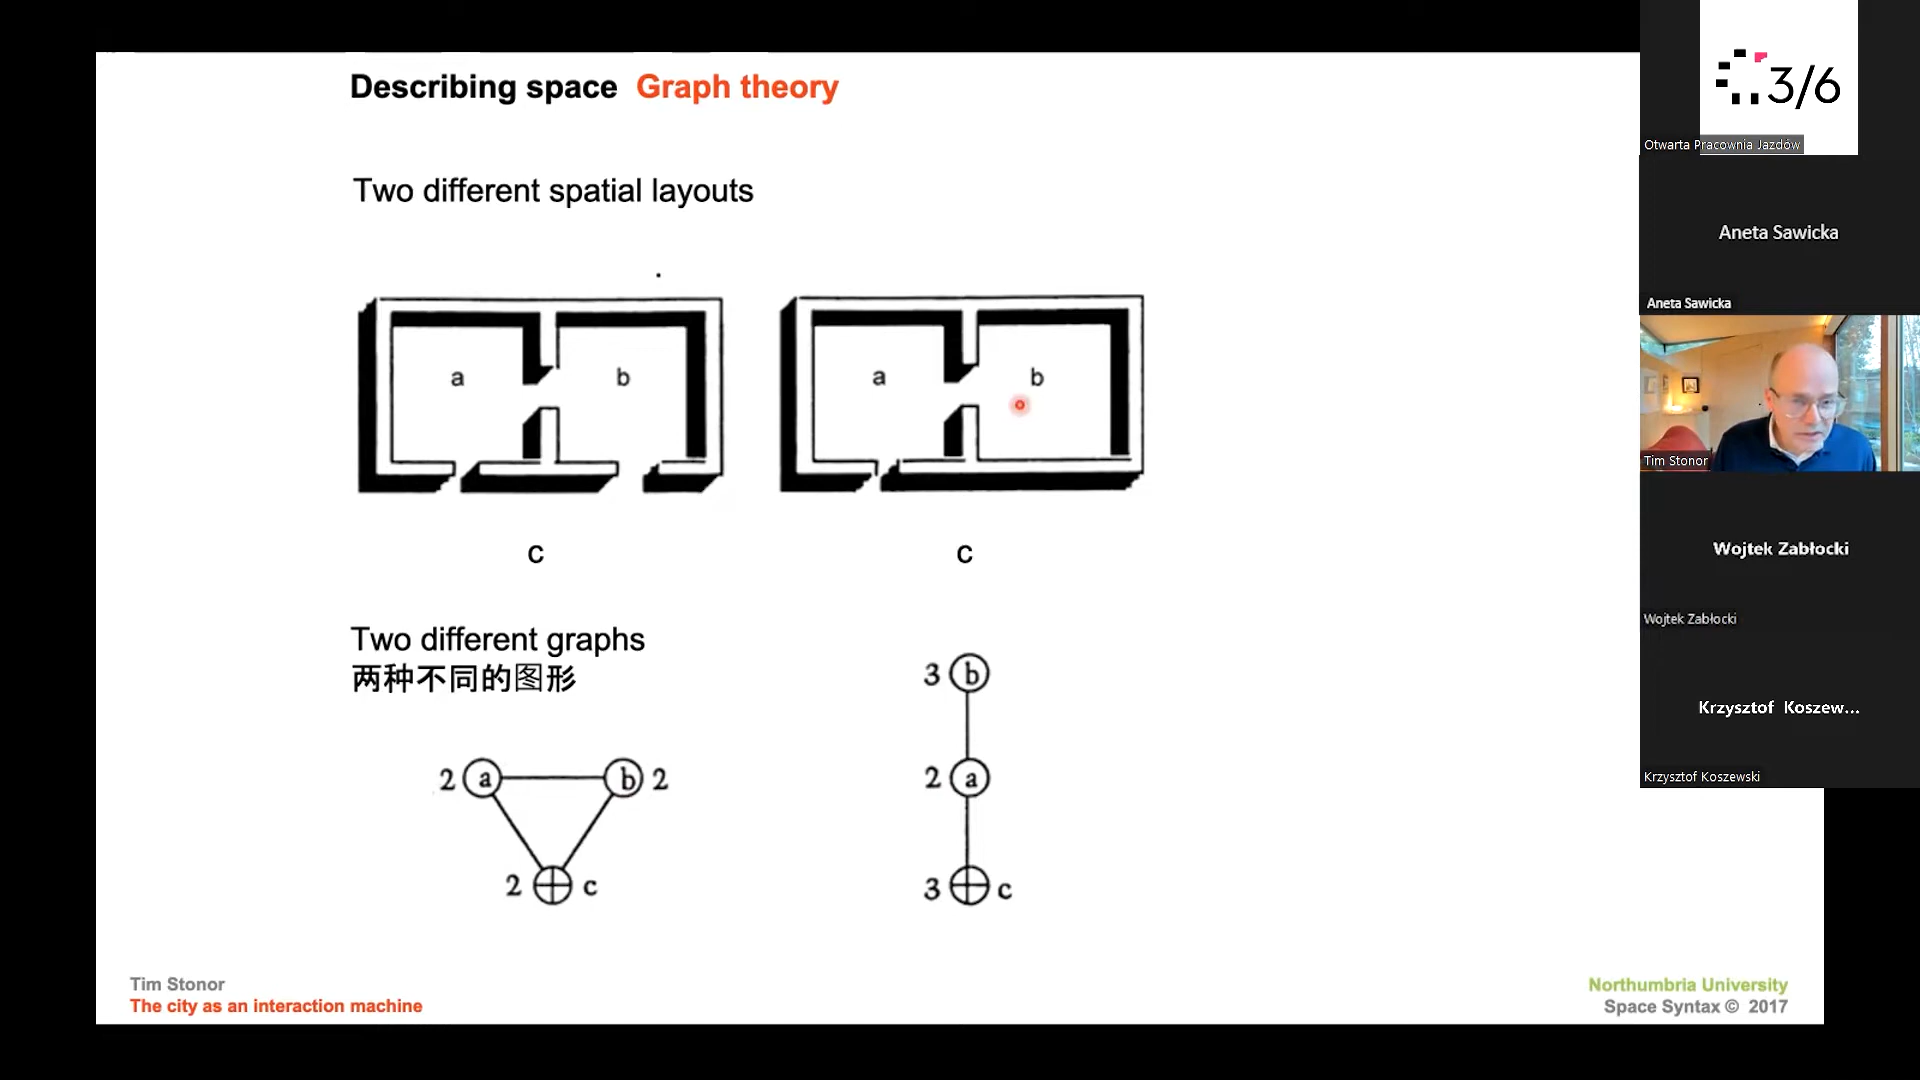 Describing space Graph theory
Two different spatial layouts
a
b
a
b
c
c
Two different graphs
两种不同的图形
3 b
2 a
b 2
2 a
2 c
3 c
Tim Stonor
The city as an interaction machine
Northumbria University
Space Syntax © 2017
3/6
Otwarta Pracownia Jazdów
Aneta Sawicka
Aneta Sawicka
Tim Stonor
Wojtek Zabłocki
Wojtek Zabłocki
Krzysztof Koszew...
Krzysztof Koszewski